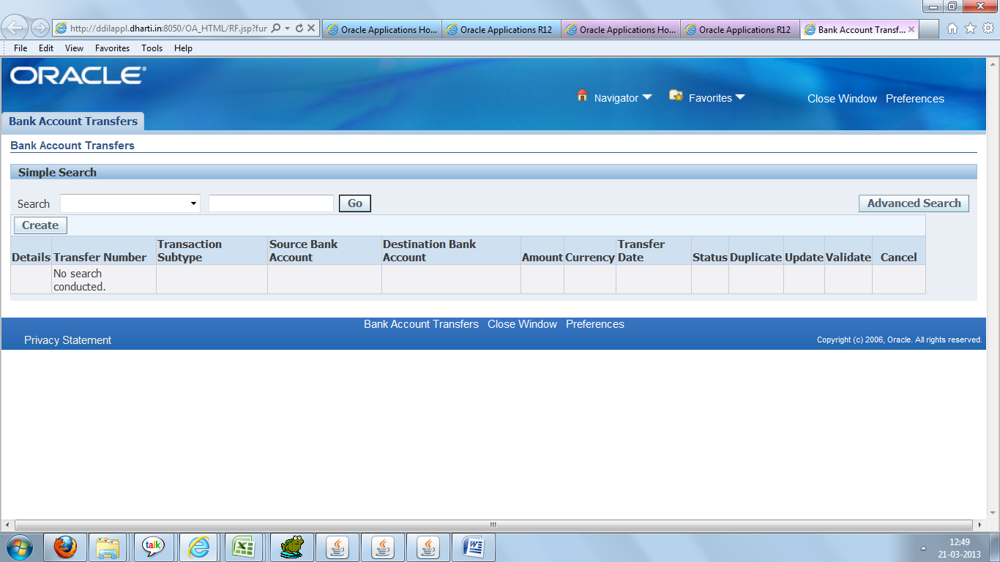 http://ddilappl.dharti.in:8050/OA_HTML/RF.jsp?fur
Oracle Applications Ho...
Oracle Applications R12
Oracle Applications Ho...
Oracle Applications R12
Bank Account Transf...
File Edit View Favorites Tools Help
ORACLE®
Navigator Favorites Close Window Preferences
Bank Account Transfers
Bank Account Transfers
Simple Search
Search Go Advanced Search
Create
Details Transfer Number Transaction Subtype Source Bank Account Destination Bank Account Amount Currency Transfer Date Status Duplicate Update Validate Cancel
No search
conducted.
Bank Account Transfers Close Window Preferences
Privacy Statement Copyright (c) 2006, Oracle. All rights reserved.
talk
12:49
21-03-2013